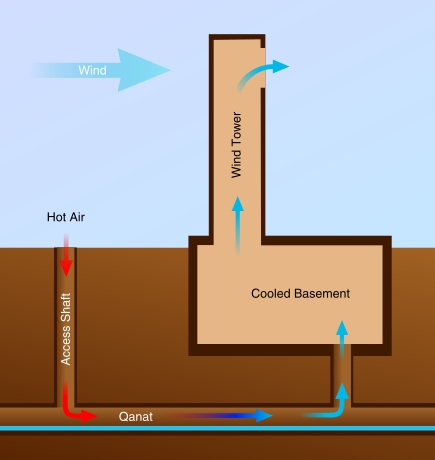 Wind
Wind Tower
Hot Air
Access Shaft
Cooled Basement
Qanat